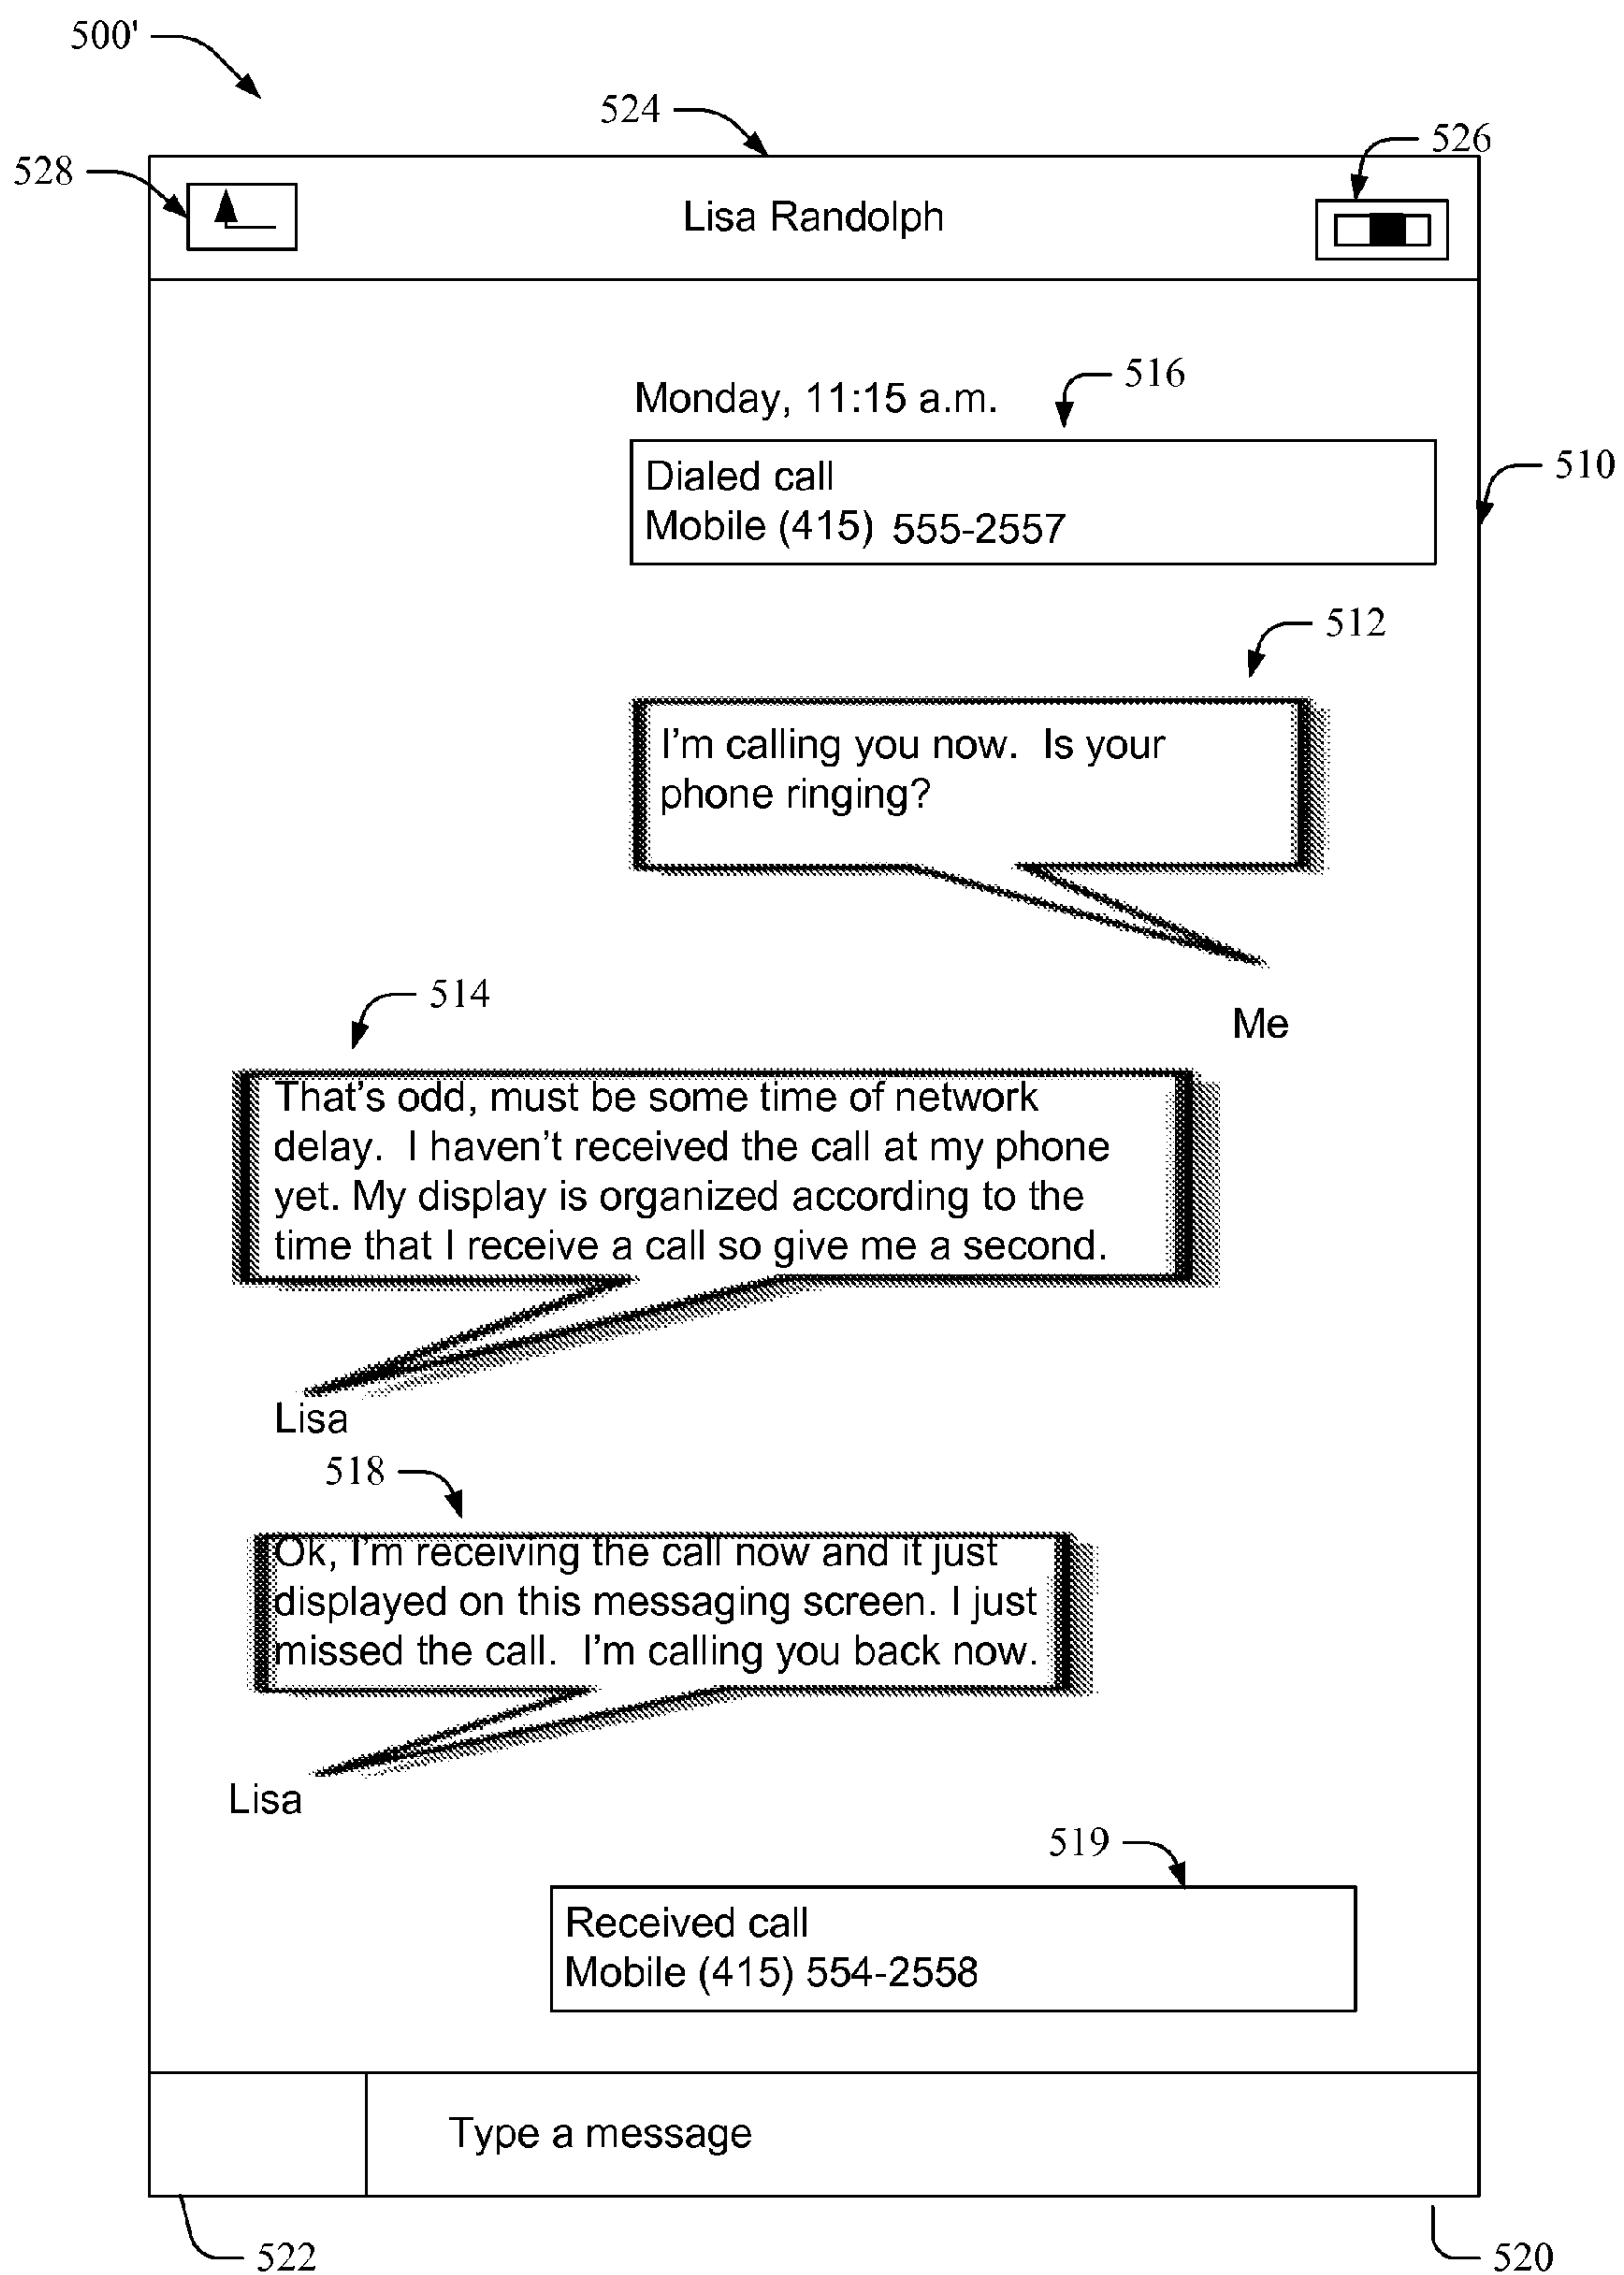 500'
524
526
528
Lisa Randolph
Monday, 11:15 a.m.
516
510
Dialed call
Mobile (415) 555-2557
512
I'm calling you now.  Is your
phone ringing?
Me
514
That's odd, must be some time of network
delay.  I haven't received the call at my phone
yet. My display is organized according to the
time that I receive a call so give me a second.
Lisa
518
Ok, I'm receiving the call now and it just
displayed on this messaging screen. I just
missed the call.  I'm calling you back now.
Lisa
519
Received call
Mobile (415) 554-2558
Type a message
522
520